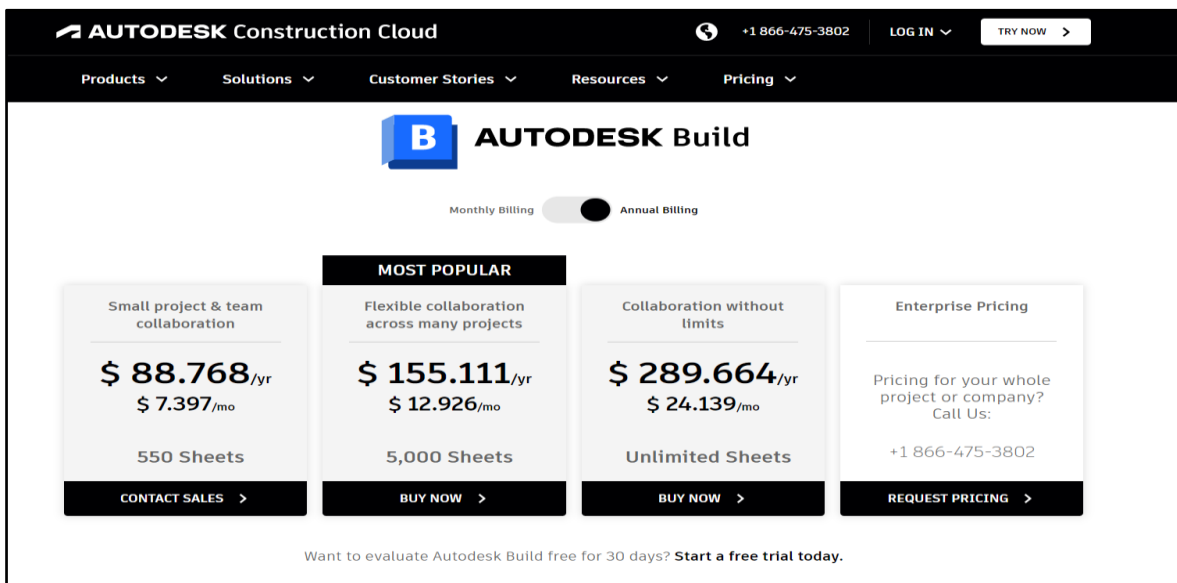 AUTODESK Construction Cloud
+1 866-475-3802
LOG IN
TRY NOW
Products
Solutions
Customer Stories
Resources
Pricing
B
AUTODESK Build
Monthly Billing
Annual Billing
MOST POPULAR
Small project & team
collaboration
$ 88.768/yr
$ 7.397/mo
550 Sheets
CONTACT SALES
Flexible collaboration
across many projects
$ 155.111/yr
$ 12.926/mo
5,000 Sheets
BUY NOW
Collaboration without
limits
$ 289.664/yr
$ 24.139/mo
Unlimited Sheets
BUY NOW
Enterprise Pricing
Pricing for your whole
project or company?
Call Us:
+1 866-475-3802
REQUEST PRICING
Want to evaluate Autodesk Build free for 30 days? Start a free trial today.